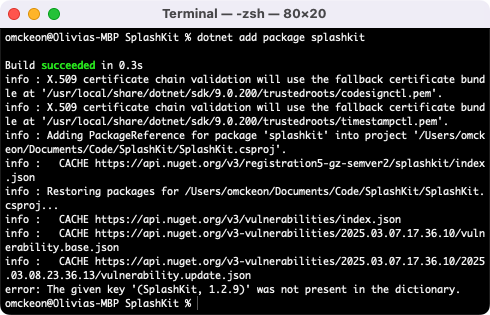 Terminal — -zsh — 80×20
omckeon@Olivias-MBP SplashKit % dotnet add package splashkit
Build succeeded in 0.3s
info : X.509 certificate chain validation will use the fallback certificate bund
le at '/usr/local/share/dotnet/sdk/9.0.200/trustedroots/codesignctl.pem'.
info : X.509 certificate chain validation will use the fallback certificate bund
le at '/usr/local/share/dotnet/sdk/9.0.200/trustedroots/timestampctl.pem'.
info : Adding PackageReference for package 'splashkit' into project '/Users/omck
eon/Documents/Code/SplashKit/SplashKit.csproj'.
info :   CACHE https://api.nuget.org/v3/registration5-gz-semver2/splashkit/index
.json
info : Restoring packages for /Users/omckeon/Documents/Code/SplashKit/SplashKit.
csproj...
info :   CACHE https://api.nuget.org/v3/vulnerabilities/index.json
info :   CACHE https://api.nuget.org/v3-vulnerabilities/2025.03.07.17.36.10/vuln
erability.base.json
info :   CACHE https://api.nuget.org/v3-vulnerabilities/2025.03.07.17.36.10/2025
.03.08.23.36.13/vulnerability.update.json
error: The given key '(SplashKit, 1.2.9)' was not present in the dictionary.
omckeon@Olivias-MBP SplashKit %